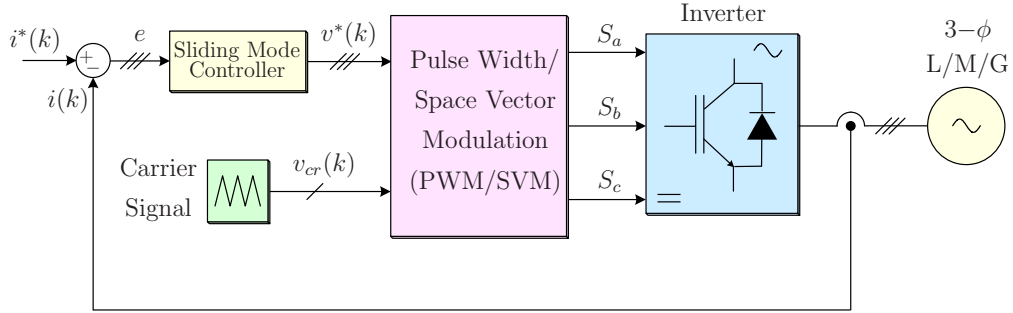 i*(k)
e
Sliding Mode
Controller
v*(k)
+
−
i(k)
Carrier
Signal
v_cr(k)
Pulse Width/
Space Vector
Modulation
(PWM/SVM)
S_a
S_b
S_c
Inverter
3−ϕ
L/M/G